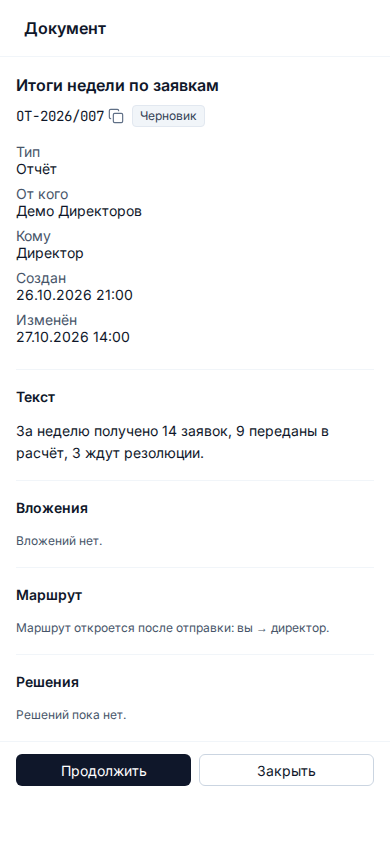 Документ
Итоги недели по заявкам
ОТ-2026/007 Черновик
Тип
Отчёт
От кого
Демо Директоров
Кому
Директор
Создан
26.10.2026 21:00
Изменён
27.10.2026 14:00
Текст
За неделю получено 14 заявок, 9 переданы в
расчёт, 3 ждут резолюции.
Вложения
Вложений нет.
Маршрут
Маршрут откроется после отправки: вы → директор.
Решения
Решений пока нет.
Продолжить Закрыть